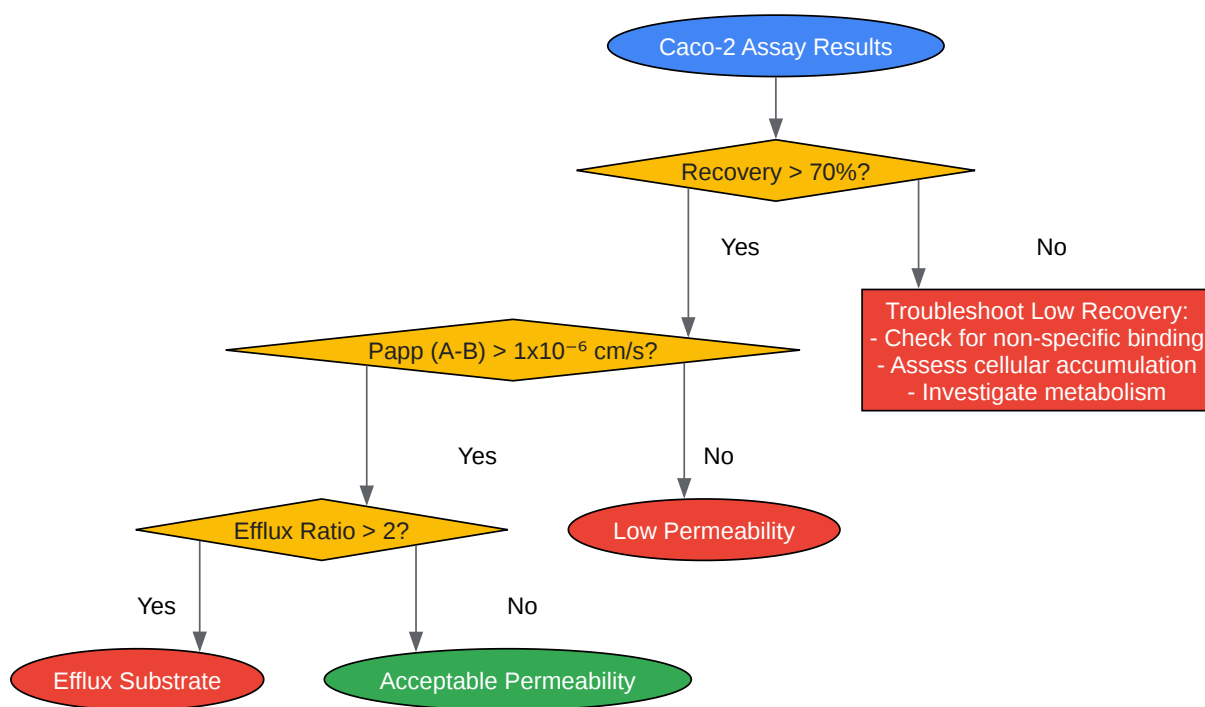 Caco-2 Assay Results
Recovery > 70%?
Yes
No
Troubleshoot Low Recovery:
- Check for non-specific binding
- Assess cellular accumulation
- Investigate metabolism
Papp (A-B) > 1x10⁻⁶ cm/s?
Yes
No
Efflux Ratio > 2?
Low Permeability
Yes
No
Efflux Substrate
Acceptable Permeability